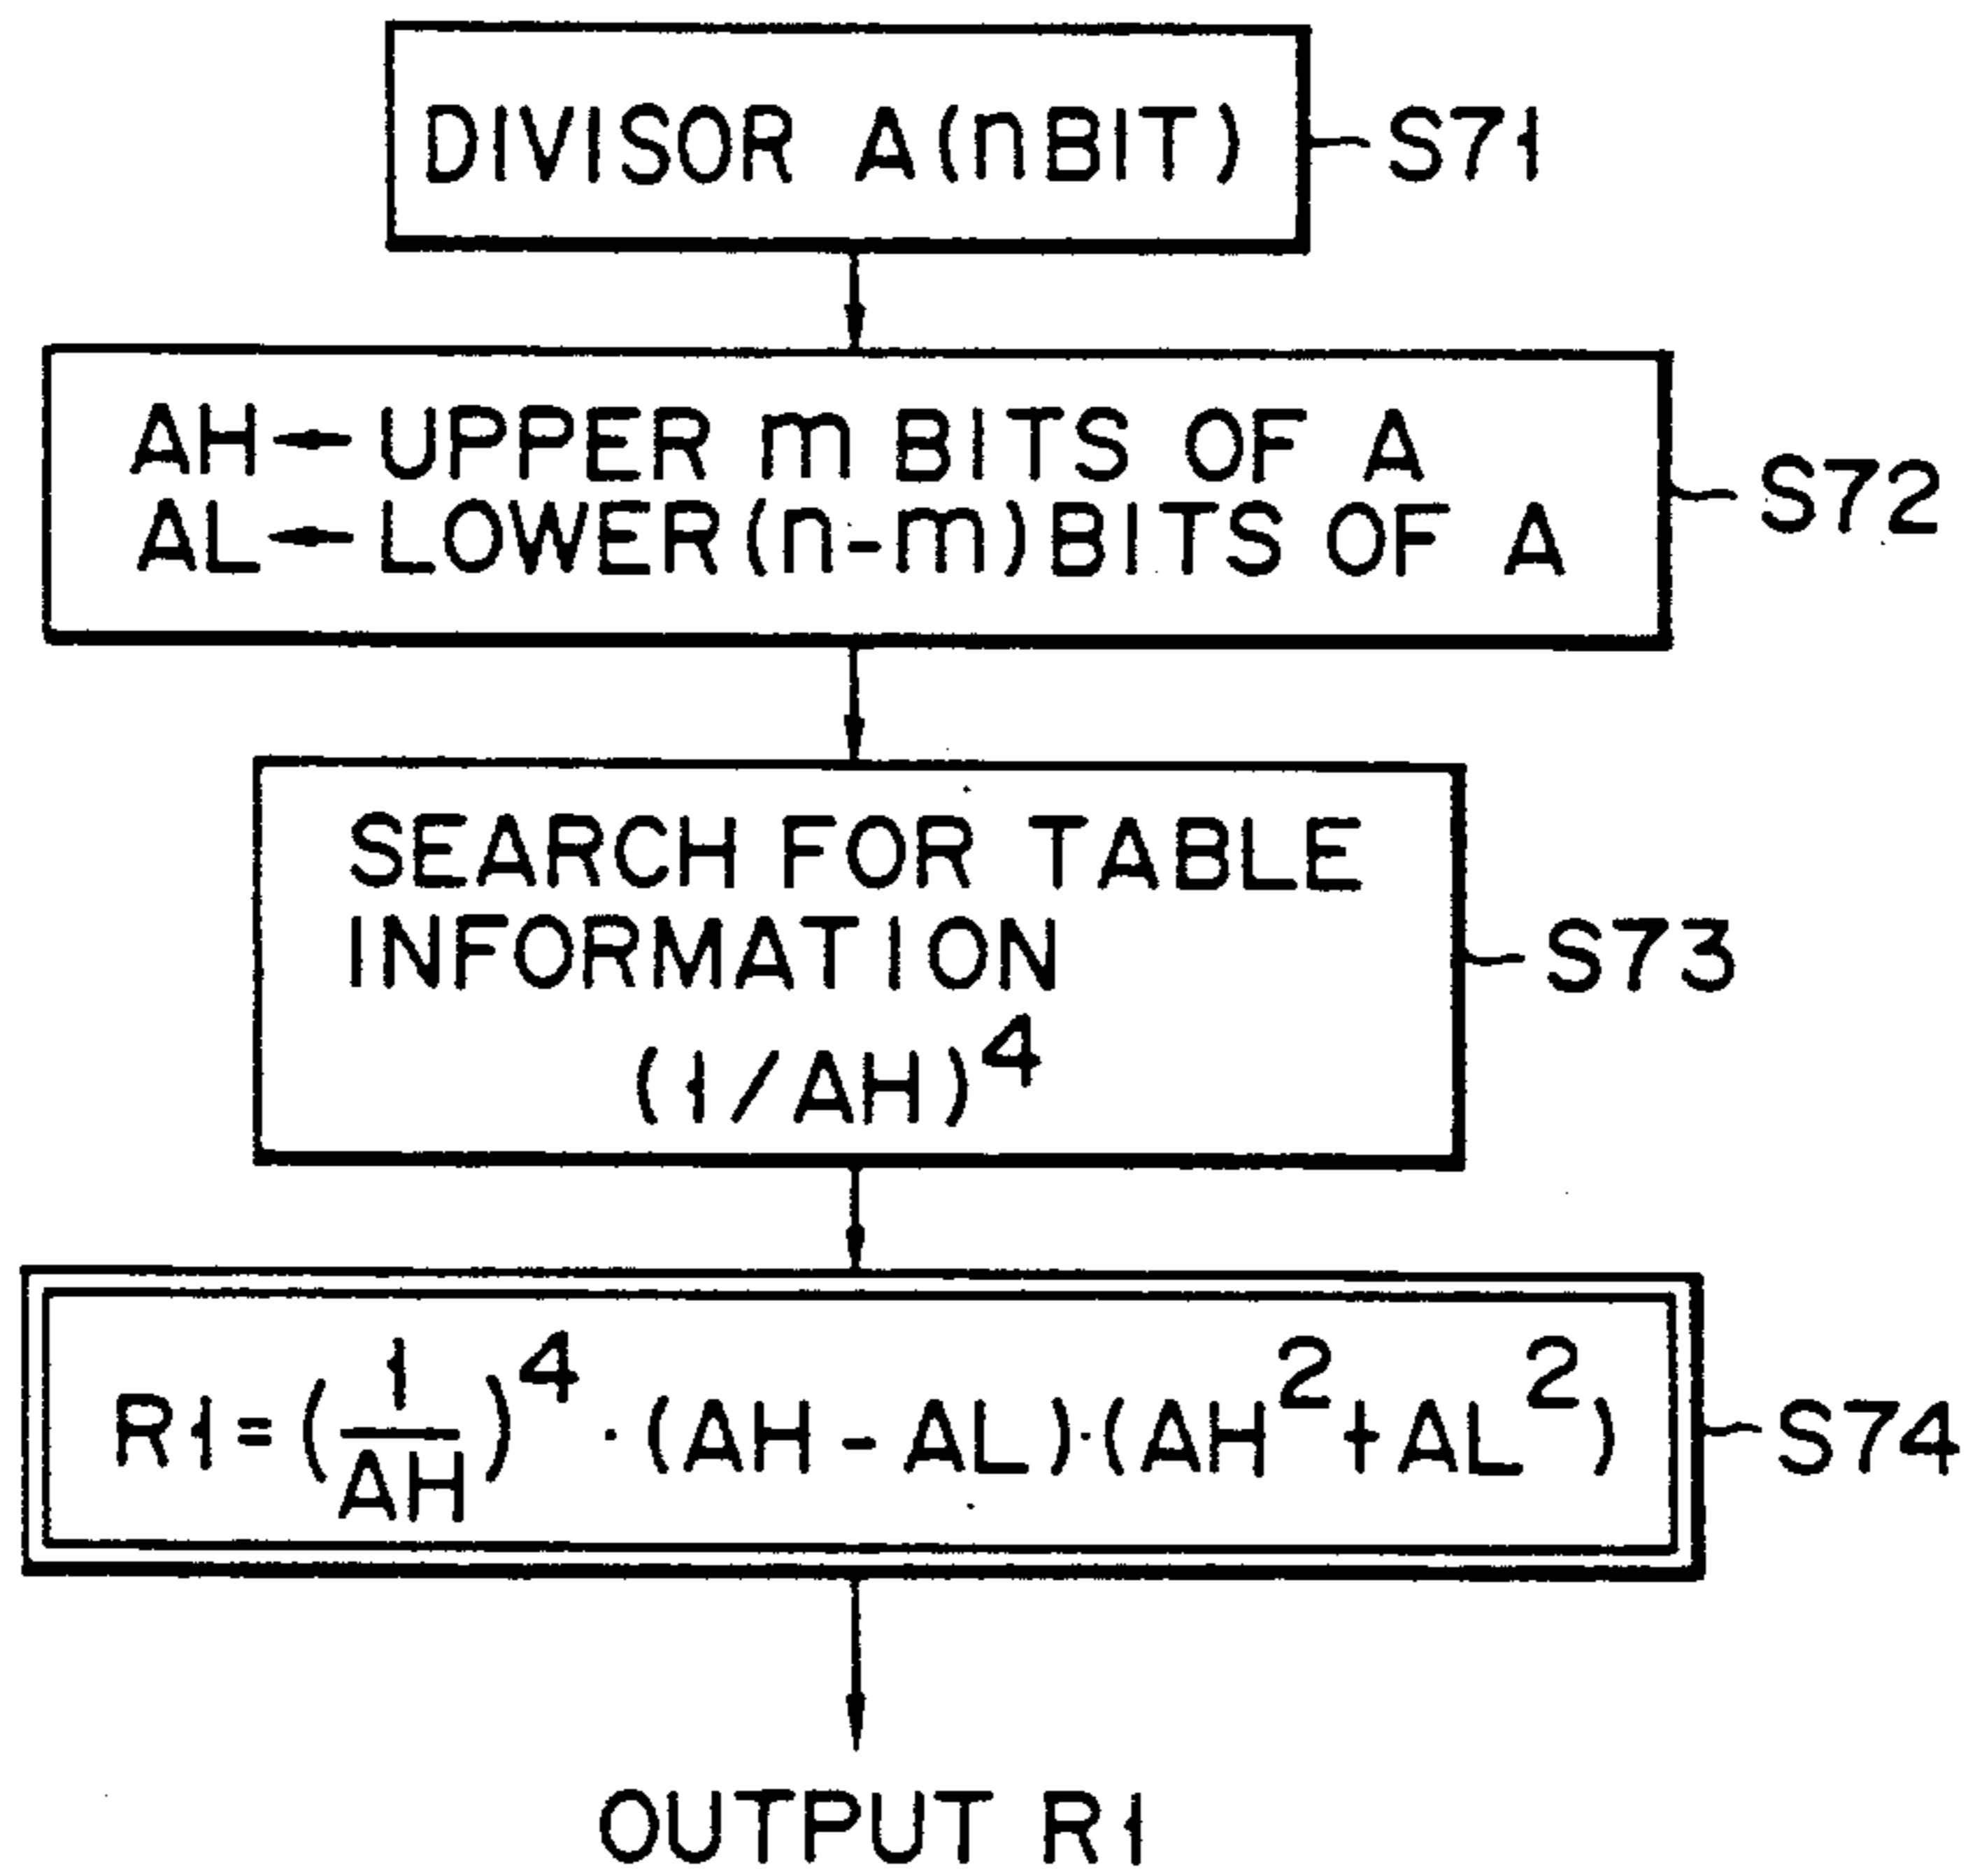 DIVISOR A(nBIT) S71
AH←UPPER m BITS OF A
AL←LOWER(n-m)BITS OF A
S72
SEARCH FOR TABLE
INFORMATION
(1/AH)⁴
S73
R1=(1/AH)⁴·(AH-AL)·(AH²+AL²) S74
OUTPUT R1